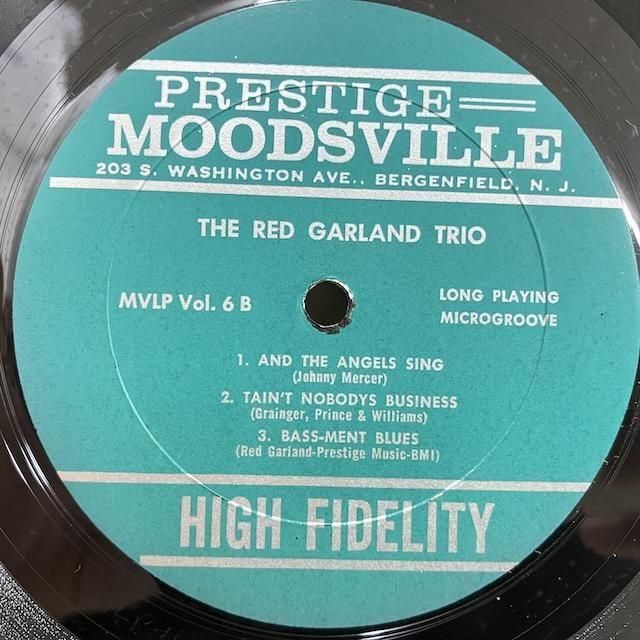 PRESTIGE
MOODSVILLE
203 S. WASHINGTON AVE., BERGENFIELD, N. J.
THE RED GARLAND TRIO
MVLP Vol. 6 B
LONG PLAYING
MICROGROOVE
1. AND THE ANGELS SING
(Johnny Mercer)
2. TAIN'T NOBODYS BUSINESS
(Grainger, Prince & Williams)
3. BASS-MENT BLUES
(Red Garland-Prestige Music-BMI)
HIGH FIDELITY